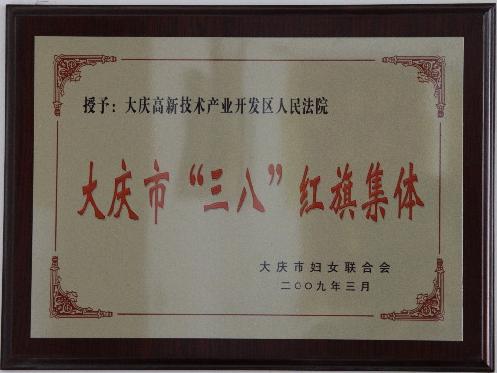 授予：大庆高新技术产业开发区人民法院
大庆市“三八”红旗集体
大庆市妇女联合会
二〇〇九年三月